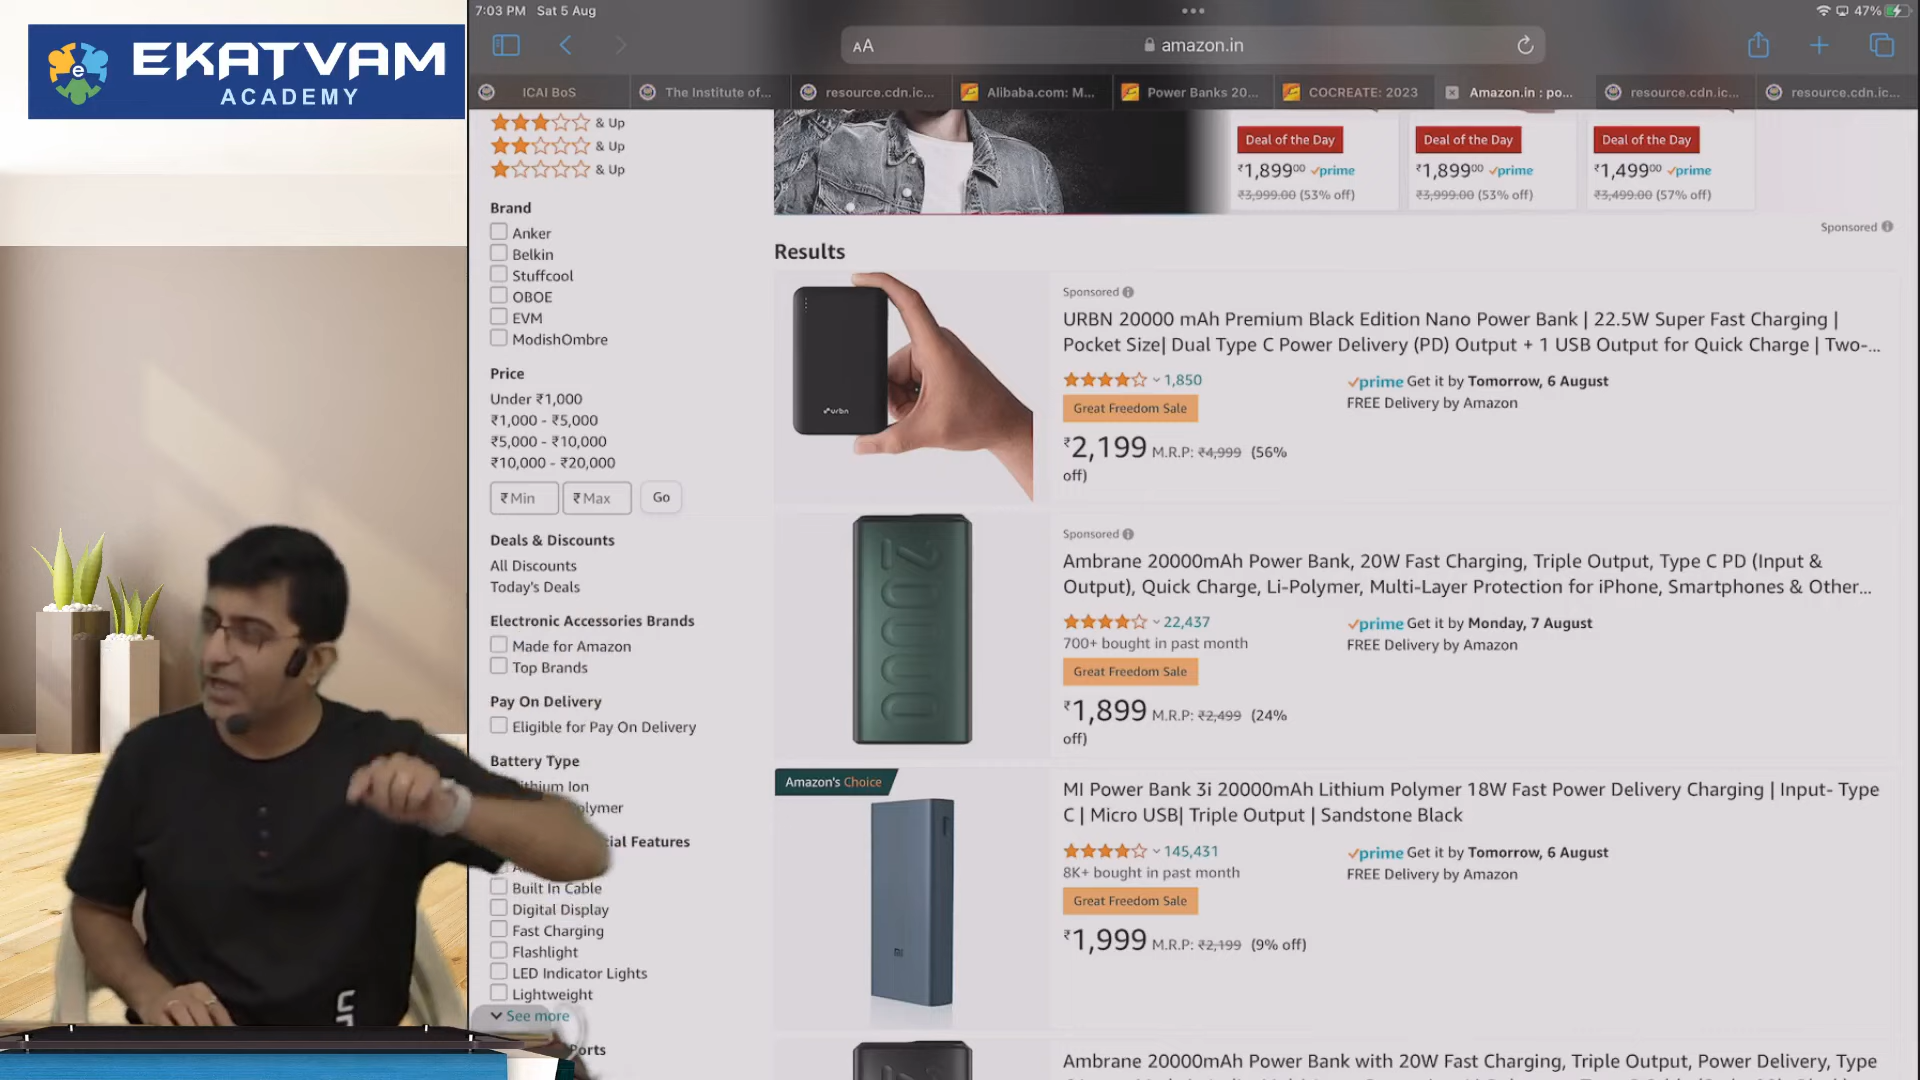 7:03 PM Sat 5 Aug
47%
EKATVAM
ACADEMY
AA
amazon.in
ICAI BoS
The Institute of...
resource.cdn.ic...
Alibaba.com: M...
Power Banks 20...
COCREATE: 2023
Amazon.in : po...
resource.cdn.ic...
resource.cdn.ic...
& Up
& Up
& Up
Brand
Anker
Belkin
Stuffcool
OBOE
EVM
ModishOmbre
Price
Under ₹1,000
₹1,000 - ₹5,000
₹5,000 - ₹10,000
₹10,000 - ₹20,000
₹ Min
₹ Max
Go
Deals & Discounts
All Discounts
Today's Deals
Electronic Accessories Brands
Made for Amazon
Top Brands
Pay On Delivery
Eligible for Pay On Delivery
Battery Type
ithium Ion
olymer
ial Features
Built In Cable
Digital Display
Fast Charging
Flashlight
LED Indicator Lights
Lightweight
See more
Ports
Deal of the Day
₹1,899⁰⁰ prime
₹3,999.00 (53% off)
Deal of the Day
₹1,899⁰⁰ prime
₹3,999.00 (53% off)
Deal of the Day
₹1,499⁰⁰ prime
₹3,499.00 (57% off)
Sponsored
Results
urbn
Sponsored
URBN 20000 mAh Premium Black Edition Nano Power Bank | 22.5W Super Fast Charging |
Pocket Size| Dual Type C Power Delivery (PD) Output + 1 USB Output for Quick Charge | Two-...
1,850
Great Freedom Sale
₹2,199 M.R.P: ₹4,999 (56%
off)
prime Get it by Tomorrow, 6 August
FREE Delivery by Amazon
20000
Sponsored
Ambrane 20000mAh Power Bank, 20W Fast Charging, Triple Output, Type C PD (Input &
Output), Quick Charge, Li-Polymer, Multi-Layer Protection for iPhone, Smartphones & Other...
22,437
700+ bought in past month
Great Freedom Sale
₹1,899 M.R.P: ₹2,499 (24%
off)
prime Get it by Monday, 7 August
FREE Delivery by Amazon
Amazon's Choice
MI
MI Power Bank 3i 20000mAh Lithium Polymer 18W Fast Power Delivery Charging | Input- Type
C | Micro USB| Triple Output | Sandstone Black
145,431
8K+ bought in past month
Great Freedom Sale
₹1,999 M.R.P: ₹2,199 (9% off)
prime Get it by Tomorrow, 6 August
FREE Delivery by Amazon
Ambrane 20000mAh Power Bank with 20W Fast Charging, Triple Output, Power Delivery, Type